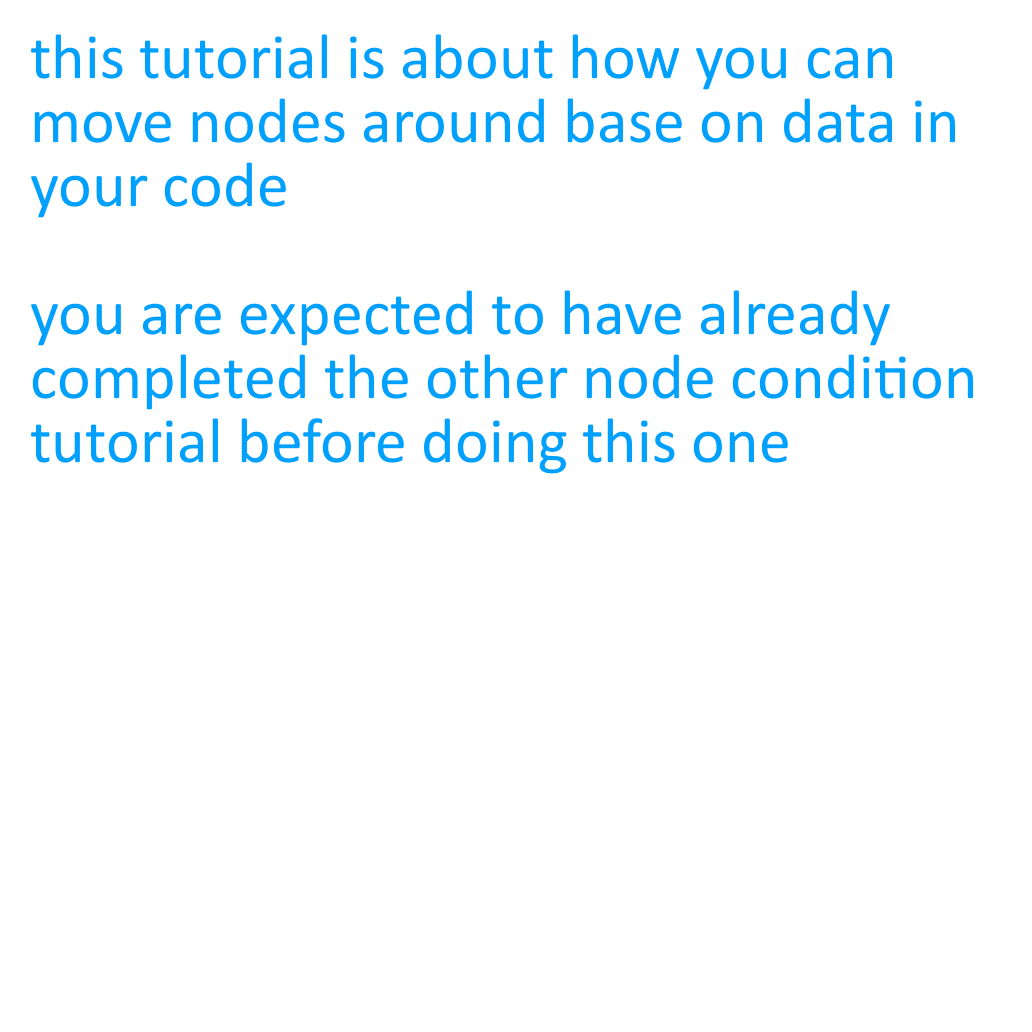 this tutorial is about how you can
move nodes around base on data in
your code
you are expected to have already
completed the other node condition
tutorial before doing this one